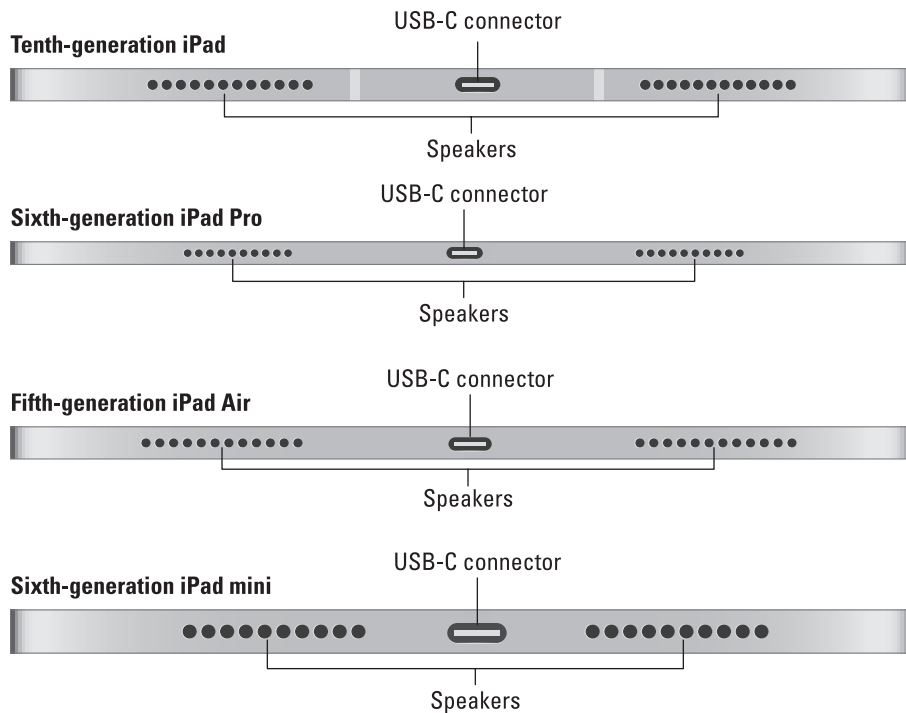 USB-C connector
Tenth-generation iPad
Speakers
USB-C connector
Sixth-generation iPad Pro
Speakers
USB-C connector
Fifth-generation iPad Air
Speakers
USB-C connector
Sixth-generation iPad mini
Speakers